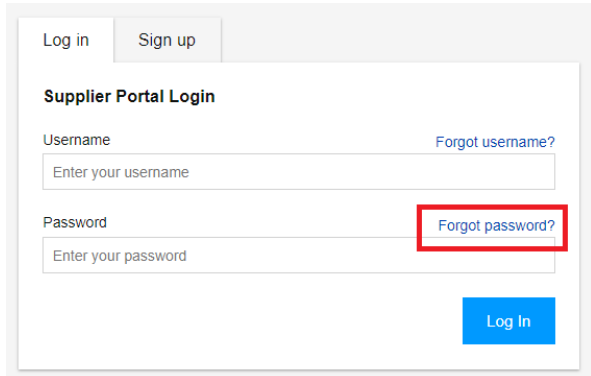 Log in Sign up
Supplier Portal Login
Username Forgot username?
Enter your username
Password Forgot password?
Enter your password
Log In